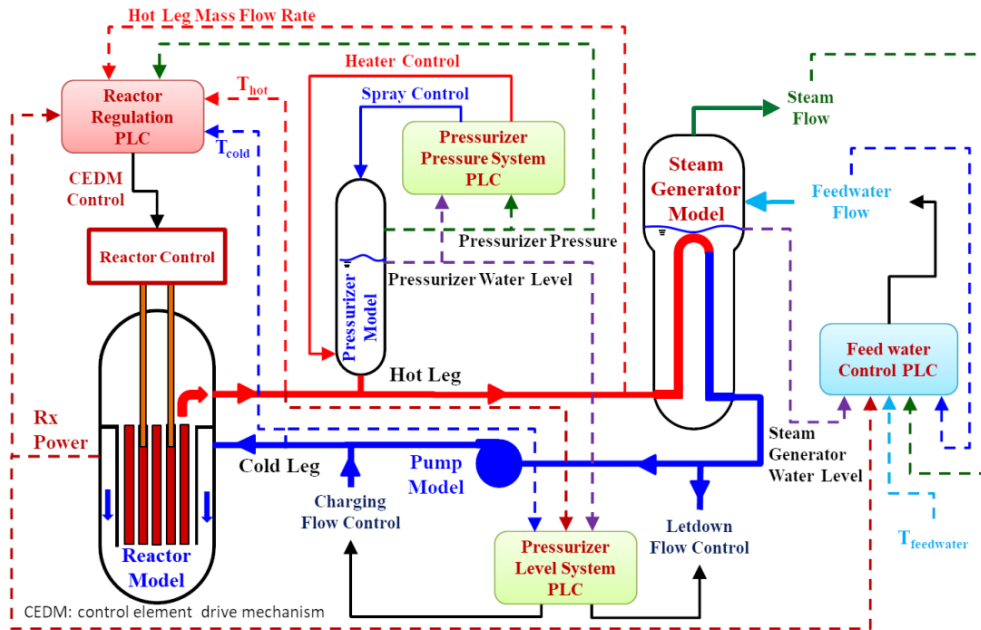 Hot Leg Mass Flow Rate
Reactor
Regulation
PLC
T_hot
T_cold
Heater Control
Spray Control
Pressurizer
Pressure System
PLC
Steam
Flow
Steam
Generator
Model
Feedwater
Flow
CEDM
Control
Reactor Control
Pressurizer Pressure
Pressurizer Water Level
Pressurizer
Model
Feed water
Control PLC
Hot Leg
Rx
Power
Cold Leg
Pump
Model
Steam
Generator
Water Level
Charging
Flow Control
Letdown
Flow Control
T_feedwater
Pressurizer
Level System
PLC
Reactor
Model
CEDM: control element drive mechanism